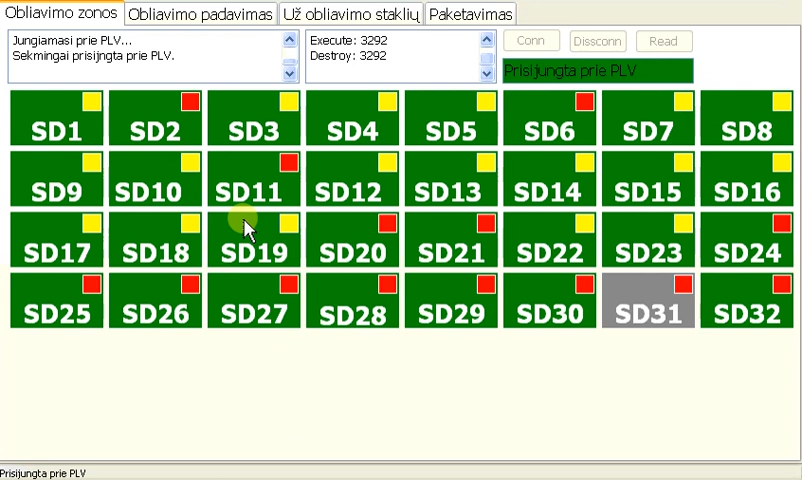 Obliavimo zonos Obliavimo padavimas Už obliavimo staklių Paketavimas
Jungiamasi prie PLV...
Sekmingai prisijngta prie PLV.
Execute: 3292
Destroy: 3292
Conn Dissconn Read
Prisijungta prie PLV
SD1 SD2 SD3 SD4 SD5 SD6 SD7 SD8
SD9 SD10 SD11 SD12 SD13 SD14 SD15 SD16
SD17 SD18 SD19 SD20 SD21 SD22 SD23 SD24
SD25 SD26 SD27 SD28 SD29 SD30 SD31 SD32
Prisijungta prie PLV